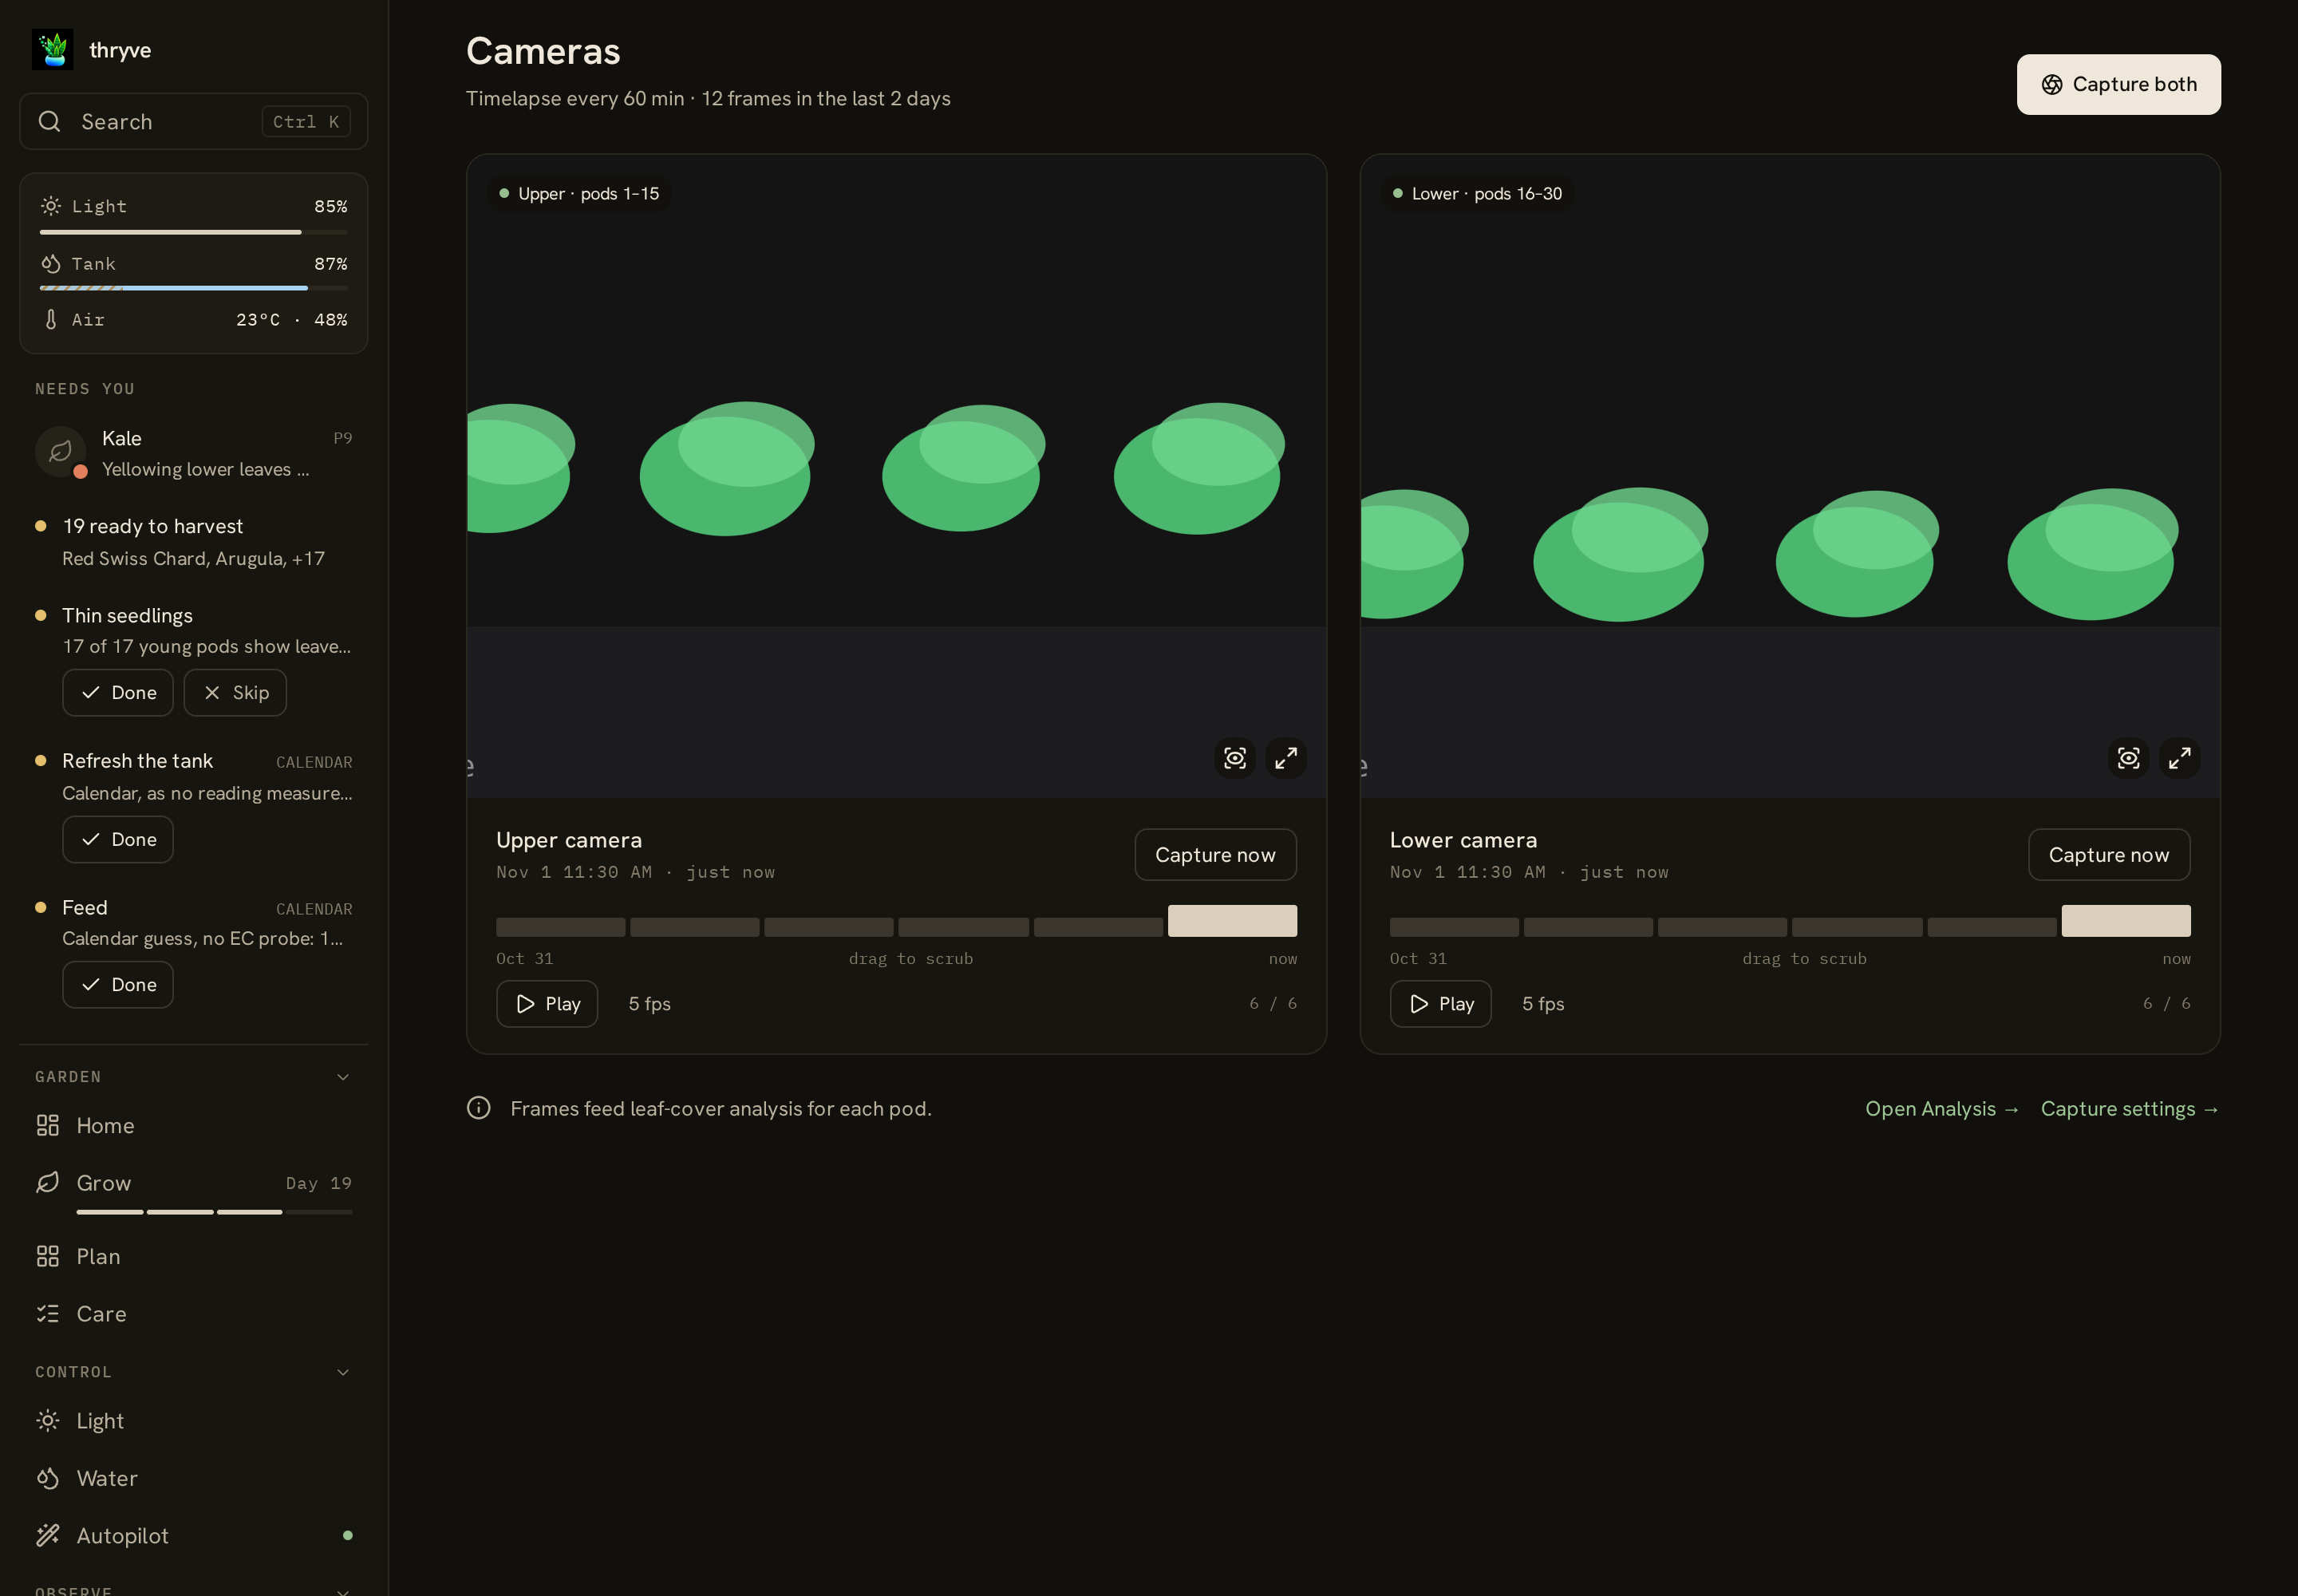 thryve
Search Ctrl K
Light 85%
Tank 87%
Air 23°C · 48%
NEEDS YOU
Kale P9
Yellowing lower leaves ...
19 ready to harvest
Red Swiss Chard, Arugula, +17
Thin seedlings
17 of 17 young pods show leave...
Done Skip
Refresh the tank CALENDAR
Calendar, as no reading measure...
Done
Feed CALENDAR
Calendar guess, no EC probe: 1...
Done
GARDEN
Home
Grow Day 19
Plan
Care
CONTROL
Light
Water
Autopilot
OBSERVE
Cameras
Timelapse every 60 min · 12 frames in the last 2 days
Capture both
Upper · pods 1–15
e
Upper camera
Nov 1 11:30 AM · just now
Capture now
Oct 31 drag to scrub now
Play 5 fps 6 / 6
Lower · pods 16–30
e
Lower camera
Nov 1 11:30 AM · just now
Capture now
Oct 31 drag to scrub now
Play 5 fps 6 / 6
Frames feed leaf-cover analysis for each pod.
Open Analysis → Capture settings →